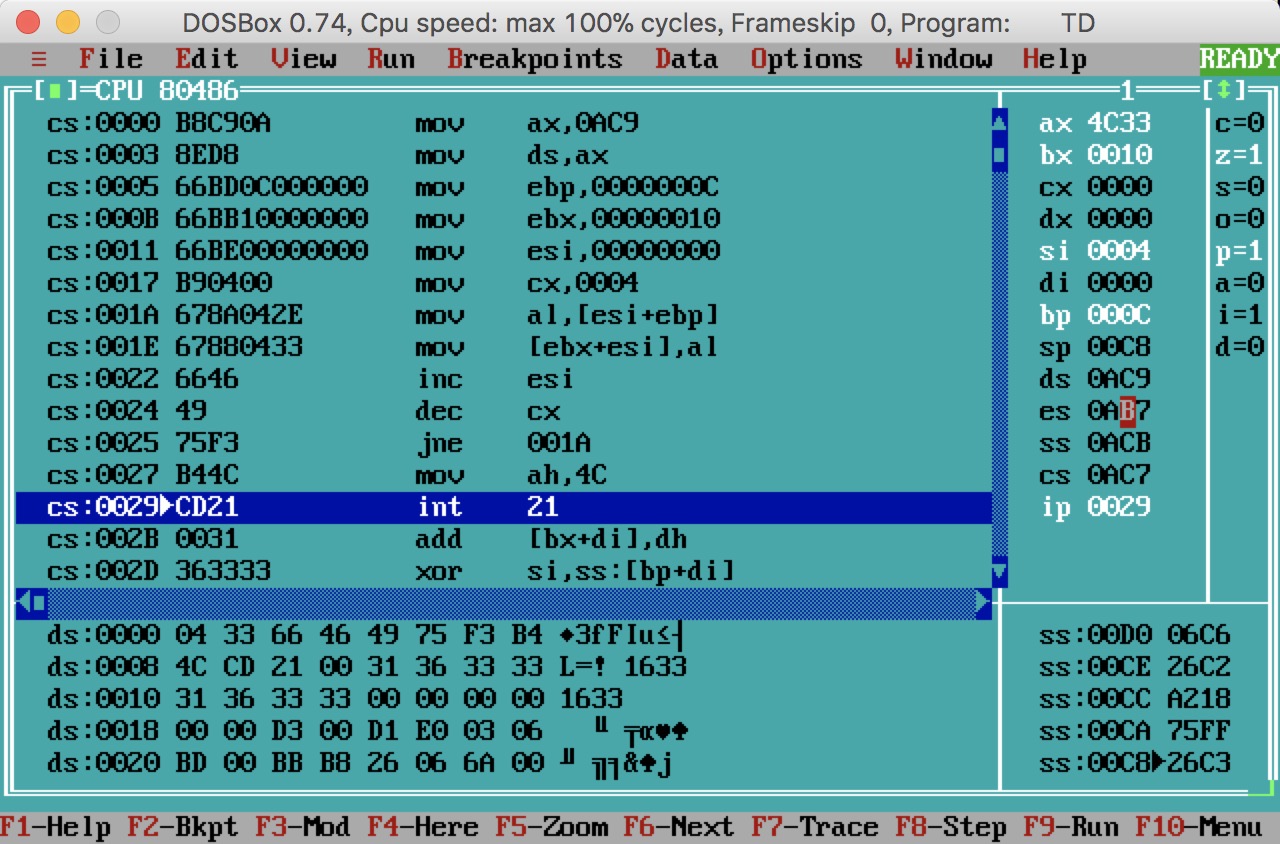 DOSBox 0.74, Cpu speed: max 100% cycles, Frameskip 0, Program: TD
≡ File Edit View Run Breakpoints Data Options Window Help READY
[■]=CPU 80486 1 [↕]
cs:0000 B8C90A mov ax,0AC9 ax 4C33 c=0
cs:0003 8ED8 mov ds,ax bx 0010 z=1
cs:0005 66BD0C000000 mov ebp,0000000C cx 0000 s=0
cs:000B 66BB10000000 mov ebx,00000010 dx 0000 o=0
cs:0011 66BE00000000 mov esi,00000000 si 0004 p=1
cs:0017 B90400 mov cx,0004 di 0000 a=0
cs:001A 678A042E mov al,[esi+ebp] bp 000C i=1
cs:001E 67880433 mov [ebx+esi],al sp 00C8 d=0
cs:0022 6646 inc esi ds 0AC9
cs:0024 49 dec cx es 0AB7
cs:0025 75F3 jne 001A ss 0ACB
cs:0027 B44C mov ah,4C cs 0AC7
cs:0029►CD21 int 21 ip 0029
cs:002B 0031 add [bx+di],dh
cs:002D 363333 xor si,ss:[bp+di]
ds:0000 04 33 66 46 49 75 F3 B4 ♦3fFIu≤┤ ss:00D0 06C6
ds:0008 4C CD 21 00 31 36 33 33 L=! 1633 ss:00CE 26C2
ds:0010 31 36 33 33 00 00 00 00 1633 ss:00CC A218
ds:0018 00 00 D3 00 D1 E0 03 06 ╙ ╤α♥♠ ss:00CA 75FF
ds:0020 BD 00 BB B8 26 06 6A 00 ╜ ╗╕&♠j ss:00C8►26C3
F1-Help F2-Bkpt F3-Mod F4-Here F5-Zoom F6-Next F7-Trace F8-Step F9-Run F10-Menu